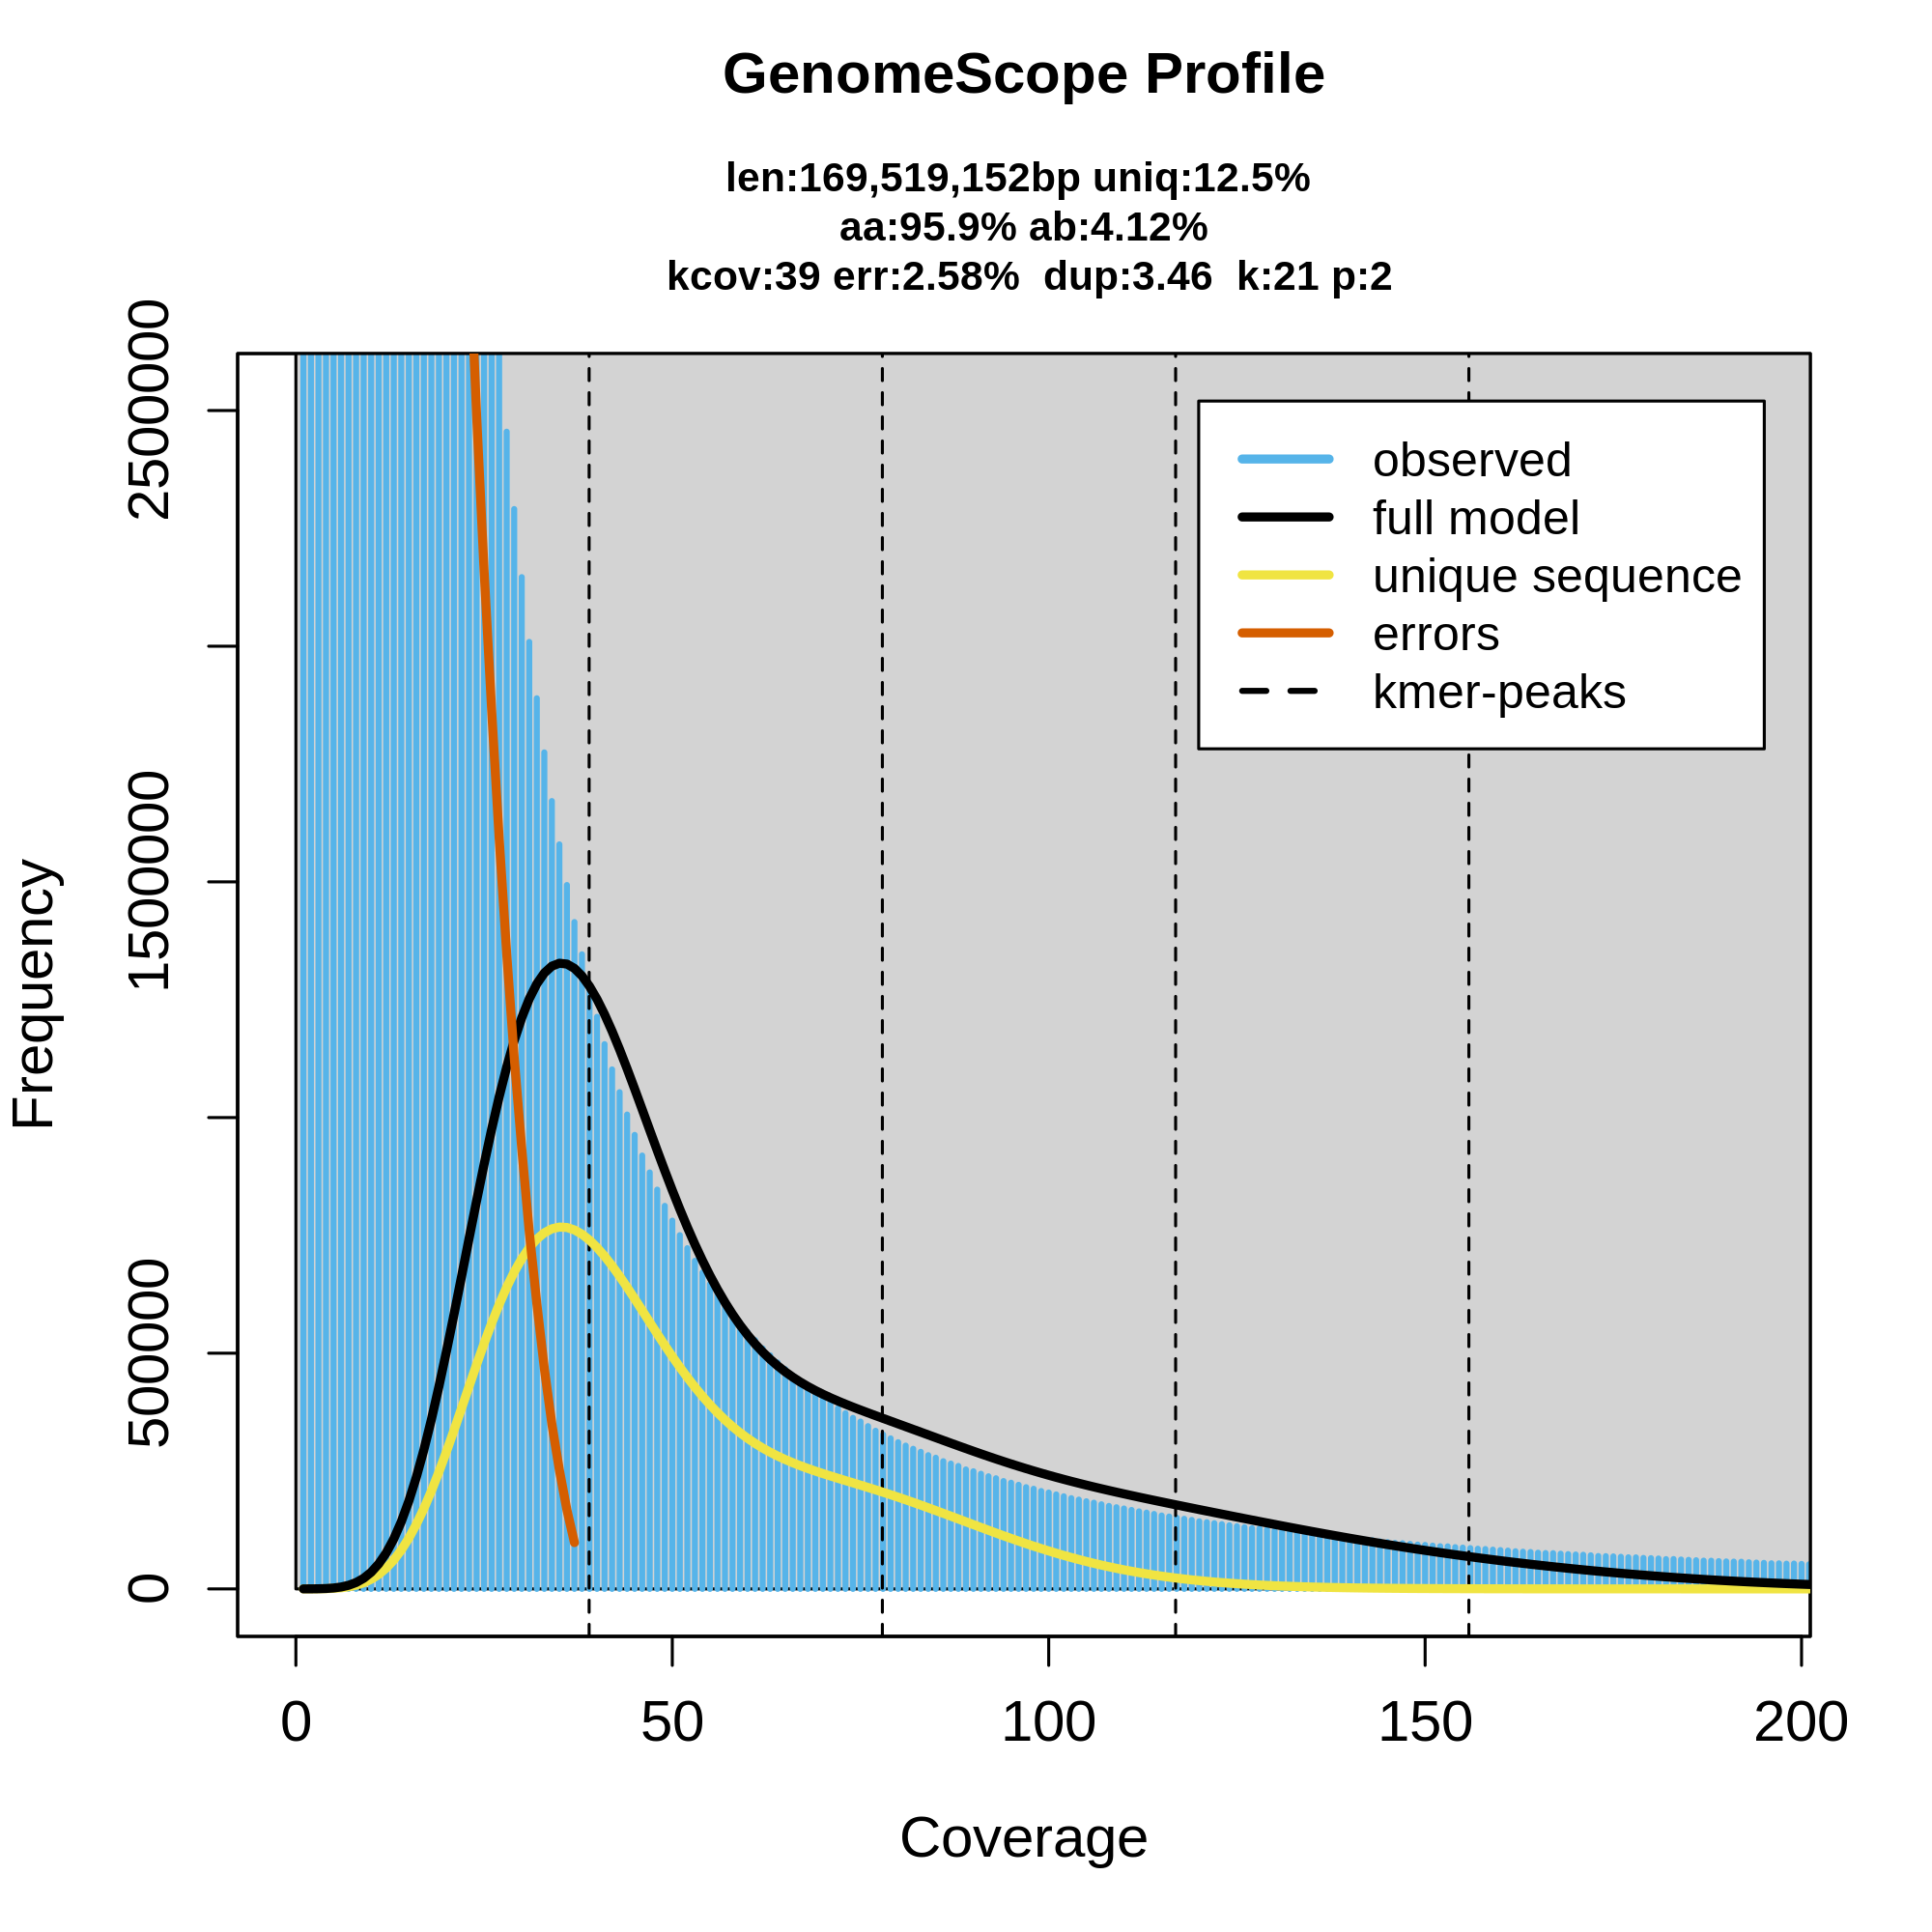 GenomeScope Profile
len:169,519,152bp uniq:12.5%
aa:95.9% ab:4.12%
kcov:39 err:2.58%  dup:3.46  k:21 p:2
observed
full model
unique sequence
errors
kmer-peaks
Frequency
2500000
1500000
500000
0
0 50 100 150 200
Coverage